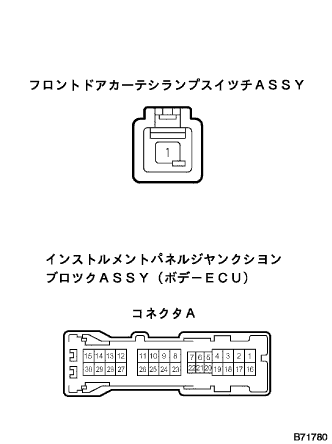 フロントドアカーテシランプスイツチＡＳＳＹ
1
インストルメントパネルジヤンクシヨン
ブロツクＡＳＳＹ（ボデーＥＣＵ）
コネクタＡ
15 14 13 12 11 10 9 8 7 6 5 4 3 2 1
30 29 28 27 26 25 24 23 22 21 20 19 18 17 16
B71780